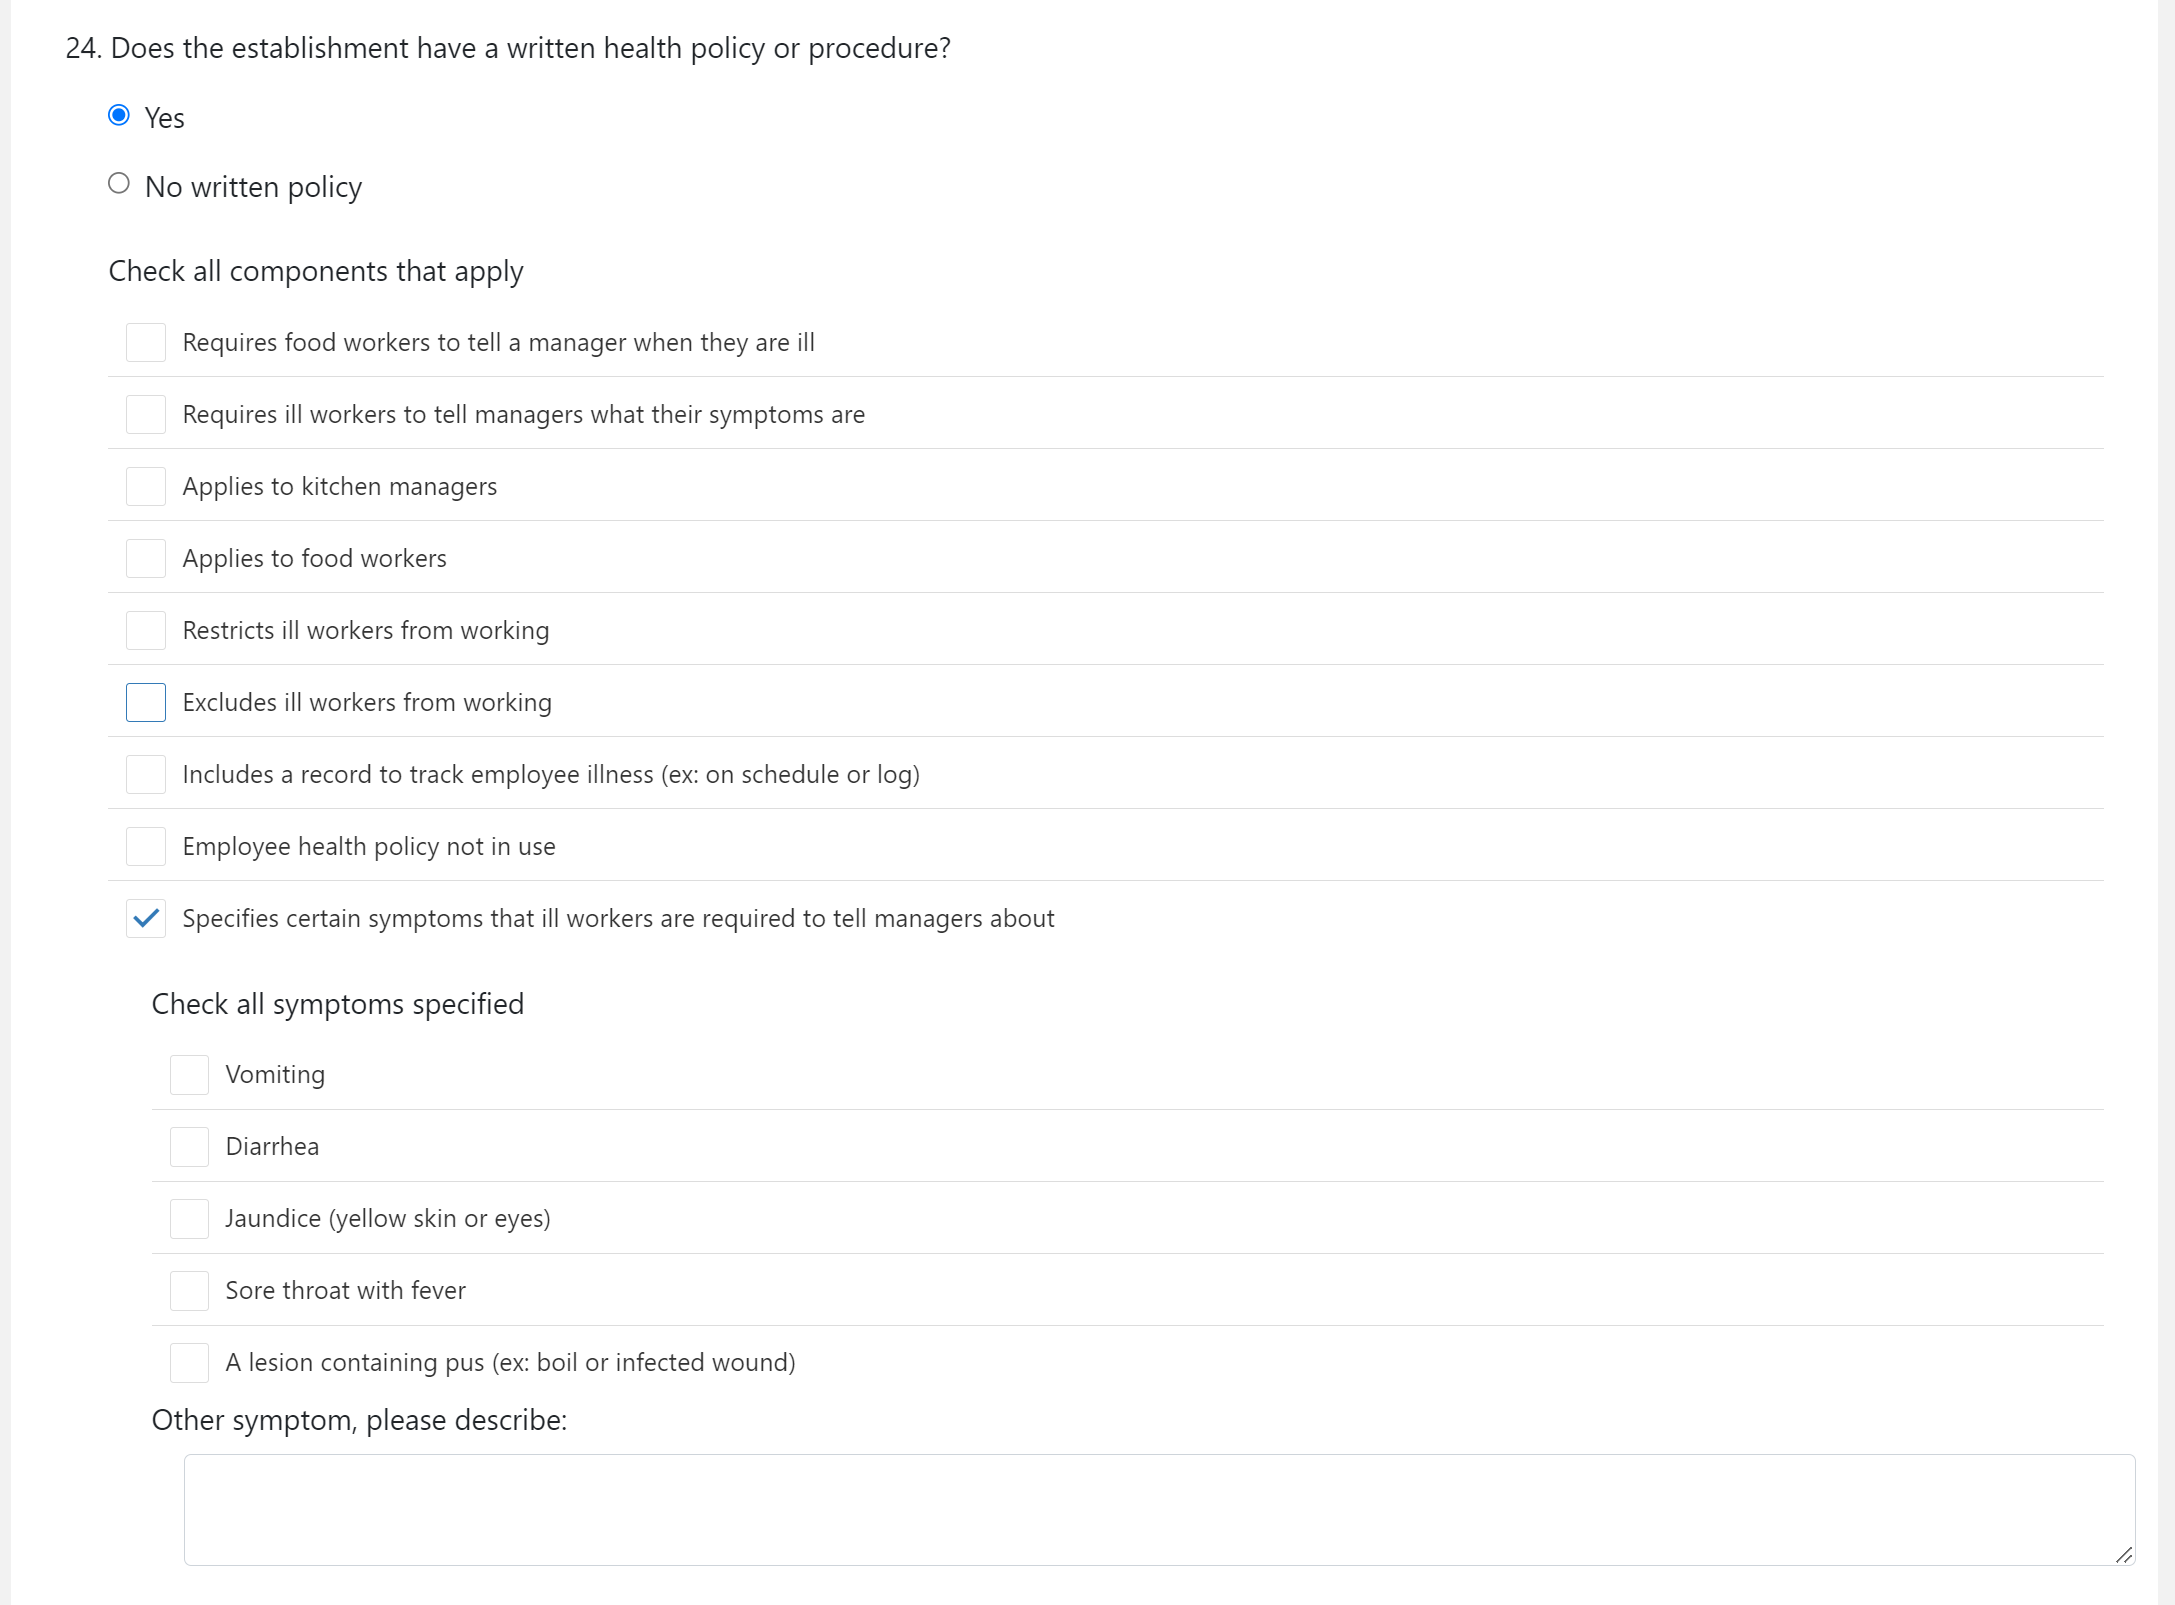 24. Does the establishment have a written health policy or procedure?
Yes
No written policy
Check all components that apply
Requires food workers to tell a manager when they are ill
Requires ill workers to tell managers what their symptoms are
Applies to kitchen managers
Applies to food workers
Restricts ill workers from working
Excludes ill workers from working
Includes a record to track employee illness (ex: on schedule or log)
Employee health policy not in use
Specifies certain symptoms that ill workers are required to tell managers about
Check all symptoms specified
Vomiting
Diarrhea
Jaundice (yellow skin or eyes)
Sore throat with fever
A lesion containing pus (ex: boil or infected wound)
Other symptom, please describe: